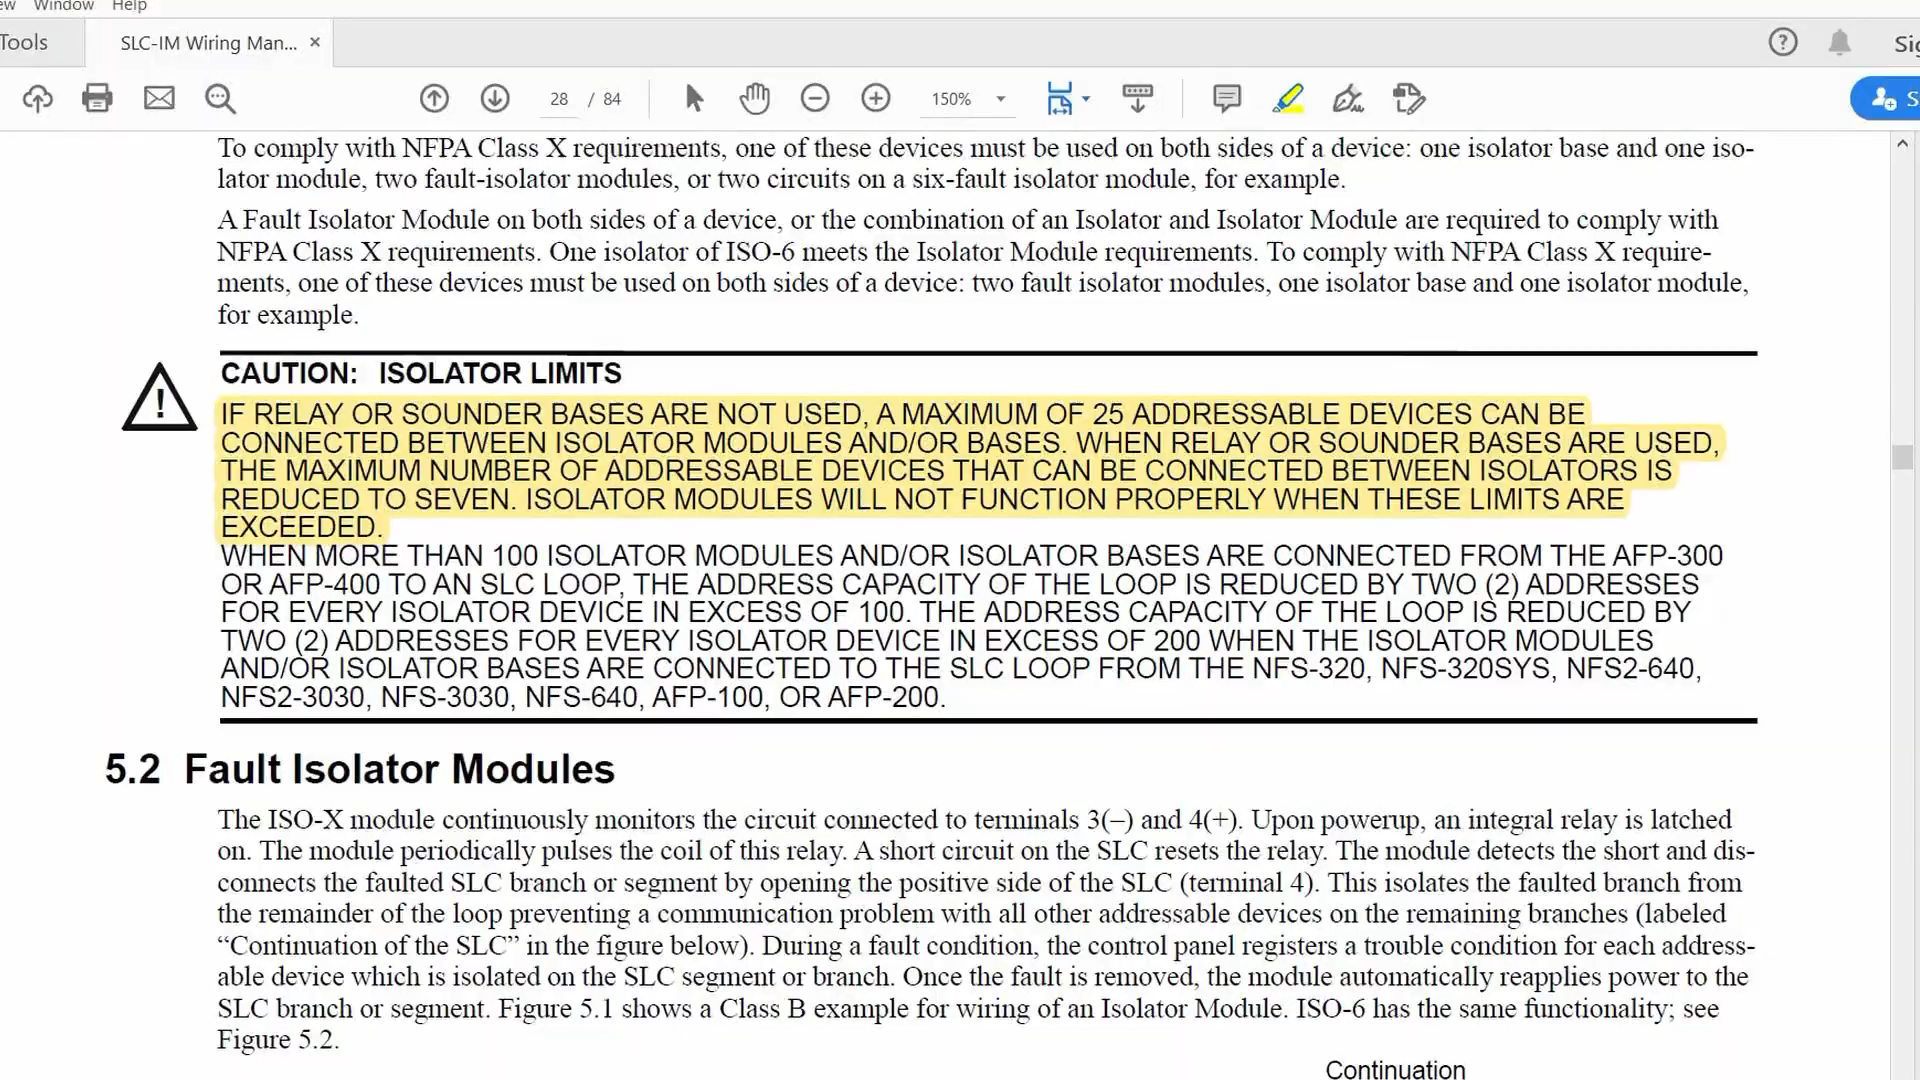 Window Help
Tools
SLC-IM Wiring Man... ×
28 / 84
150%
To comply with NFPA Class X requirements, one of these devices must be used on both sides of a device: one isolator base and one iso-
lator module, two fault-isolator modules, or two circuits on a six-fault isolator module, for example.
A Fault Isolator Module on both sides of a device, or the combination of an Isolator and Isolator Module are required to comply with
NFPA Class X requirements. One isolator of ISO-6 meets the Isolator Module requirements. To comply with NFPA Class X require-
ments, one of these devices must be used on both sides of a device: two fault isolator modules, one isolator base and one isolator module,
for example.
CAUTION: ISOLATOR LIMITS
IF RELAY OR SOUNDER BASES ARE NOT USED, A MAXIMUM OF 25 ADDRESSABLE DEVICES CAN BE
CONNECTED BETWEEN ISOLATOR MODULES AND/OR BASES. WHEN RELAY OR SOUNDER BASES ARE USED,
THE MAXIMUM NUMBER OF ADDRESSABLE DEVICES THAT CAN BE CONNECTED BETWEEN ISOLATORS IS
REDUCED TO SEVEN. ISOLATOR MODULES WILL NOT FUNCTION PROPERLY WHEN THESE LIMITS ARE
EXCEEDED.
WHEN MORE THAN 100 ISOLATOR MODULES AND/OR ISOLATOR BASES ARE CONNECTED FROM THE AFP-300
OR AFP-400 TO AN SLC LOOP, THE ADDRESS CAPACITY OF THE LOOP IS REDUCED BY TWO (2) ADDRESSES
FOR EVERY ISOLATOR DEVICE IN EXCESS OF 100. THE ADDRESS CAPACITY OF THE LOOP IS REDUCED BY
TWO (2) ADDRESSES FOR EVERY ISOLATOR DEVICE IN EXCESS OF 200 WHEN THE ISOLATOR MODULES
AND/OR ISOLATOR BASES ARE CONNECTED TO THE SLC LOOP FROM THE NFS-320, NFS-320SYS, NFS2-640,
NFS2-3030, NFS-3030, NFS-640, AFP-100, OR AFP-200.
5.2 Fault Isolator Modules
The ISO-X module continuously monitors the circuit connected to terminals 3(–) and 4(+). Upon powerup, an integral relay is latched
on. The module periodically pulses the coil of this relay. A short circuit on the SLC resets the relay. The module detects the short and dis-
connects the faulted SLC branch or segment by opening the positive side of the SLC (terminal 4). This isolates the faulted branch from
the remainder of the loop preventing a communication problem with all other addressable devices on the remaining branches (labeled
“Continuation of the SLC” in the figure below). During a fault condition, the control panel registers a trouble condition for each address-
able device which is isolated on the SLC segment or branch. Once the fault is removed, the module automatically reapplies power to the
SLC branch or segment. Figure 5.1 shows a Class B example for wiring of an Isolator Module. ISO-6 has the same functionality; see
Figure 5.2.
Continuation